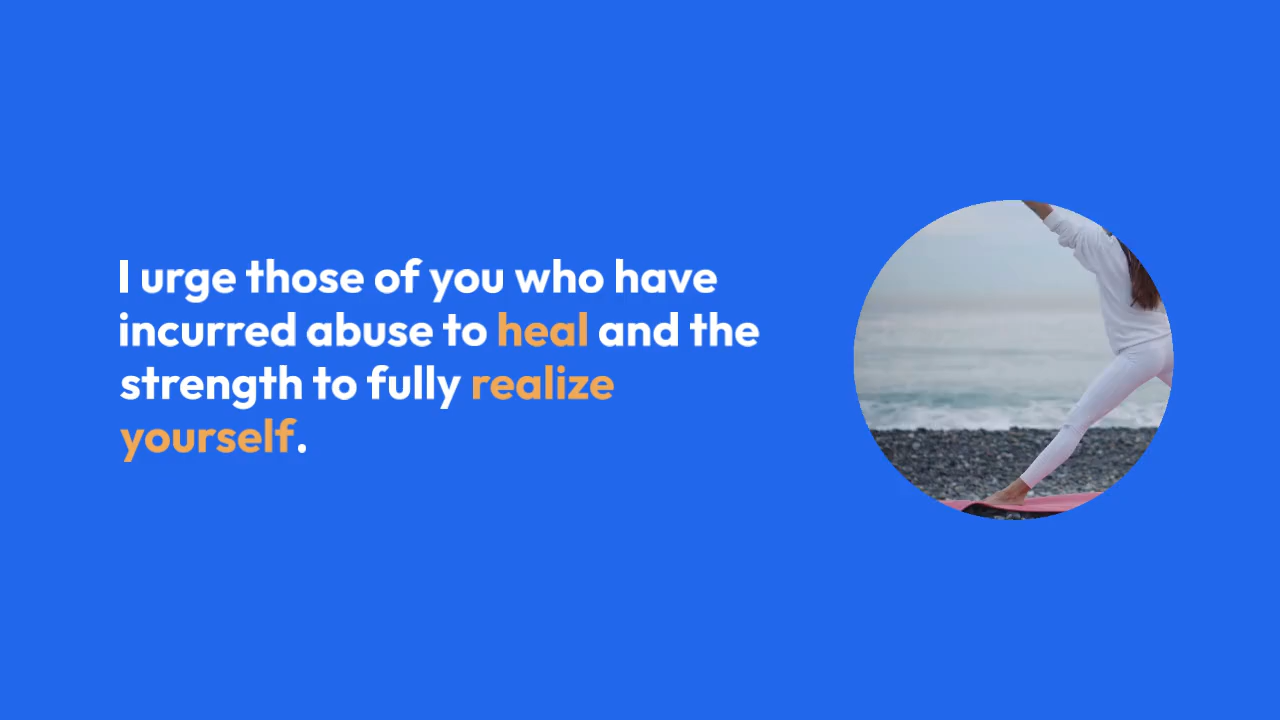 I urge those of you who have
incurred abuse to heal and the
strength to fully realize
yourself.